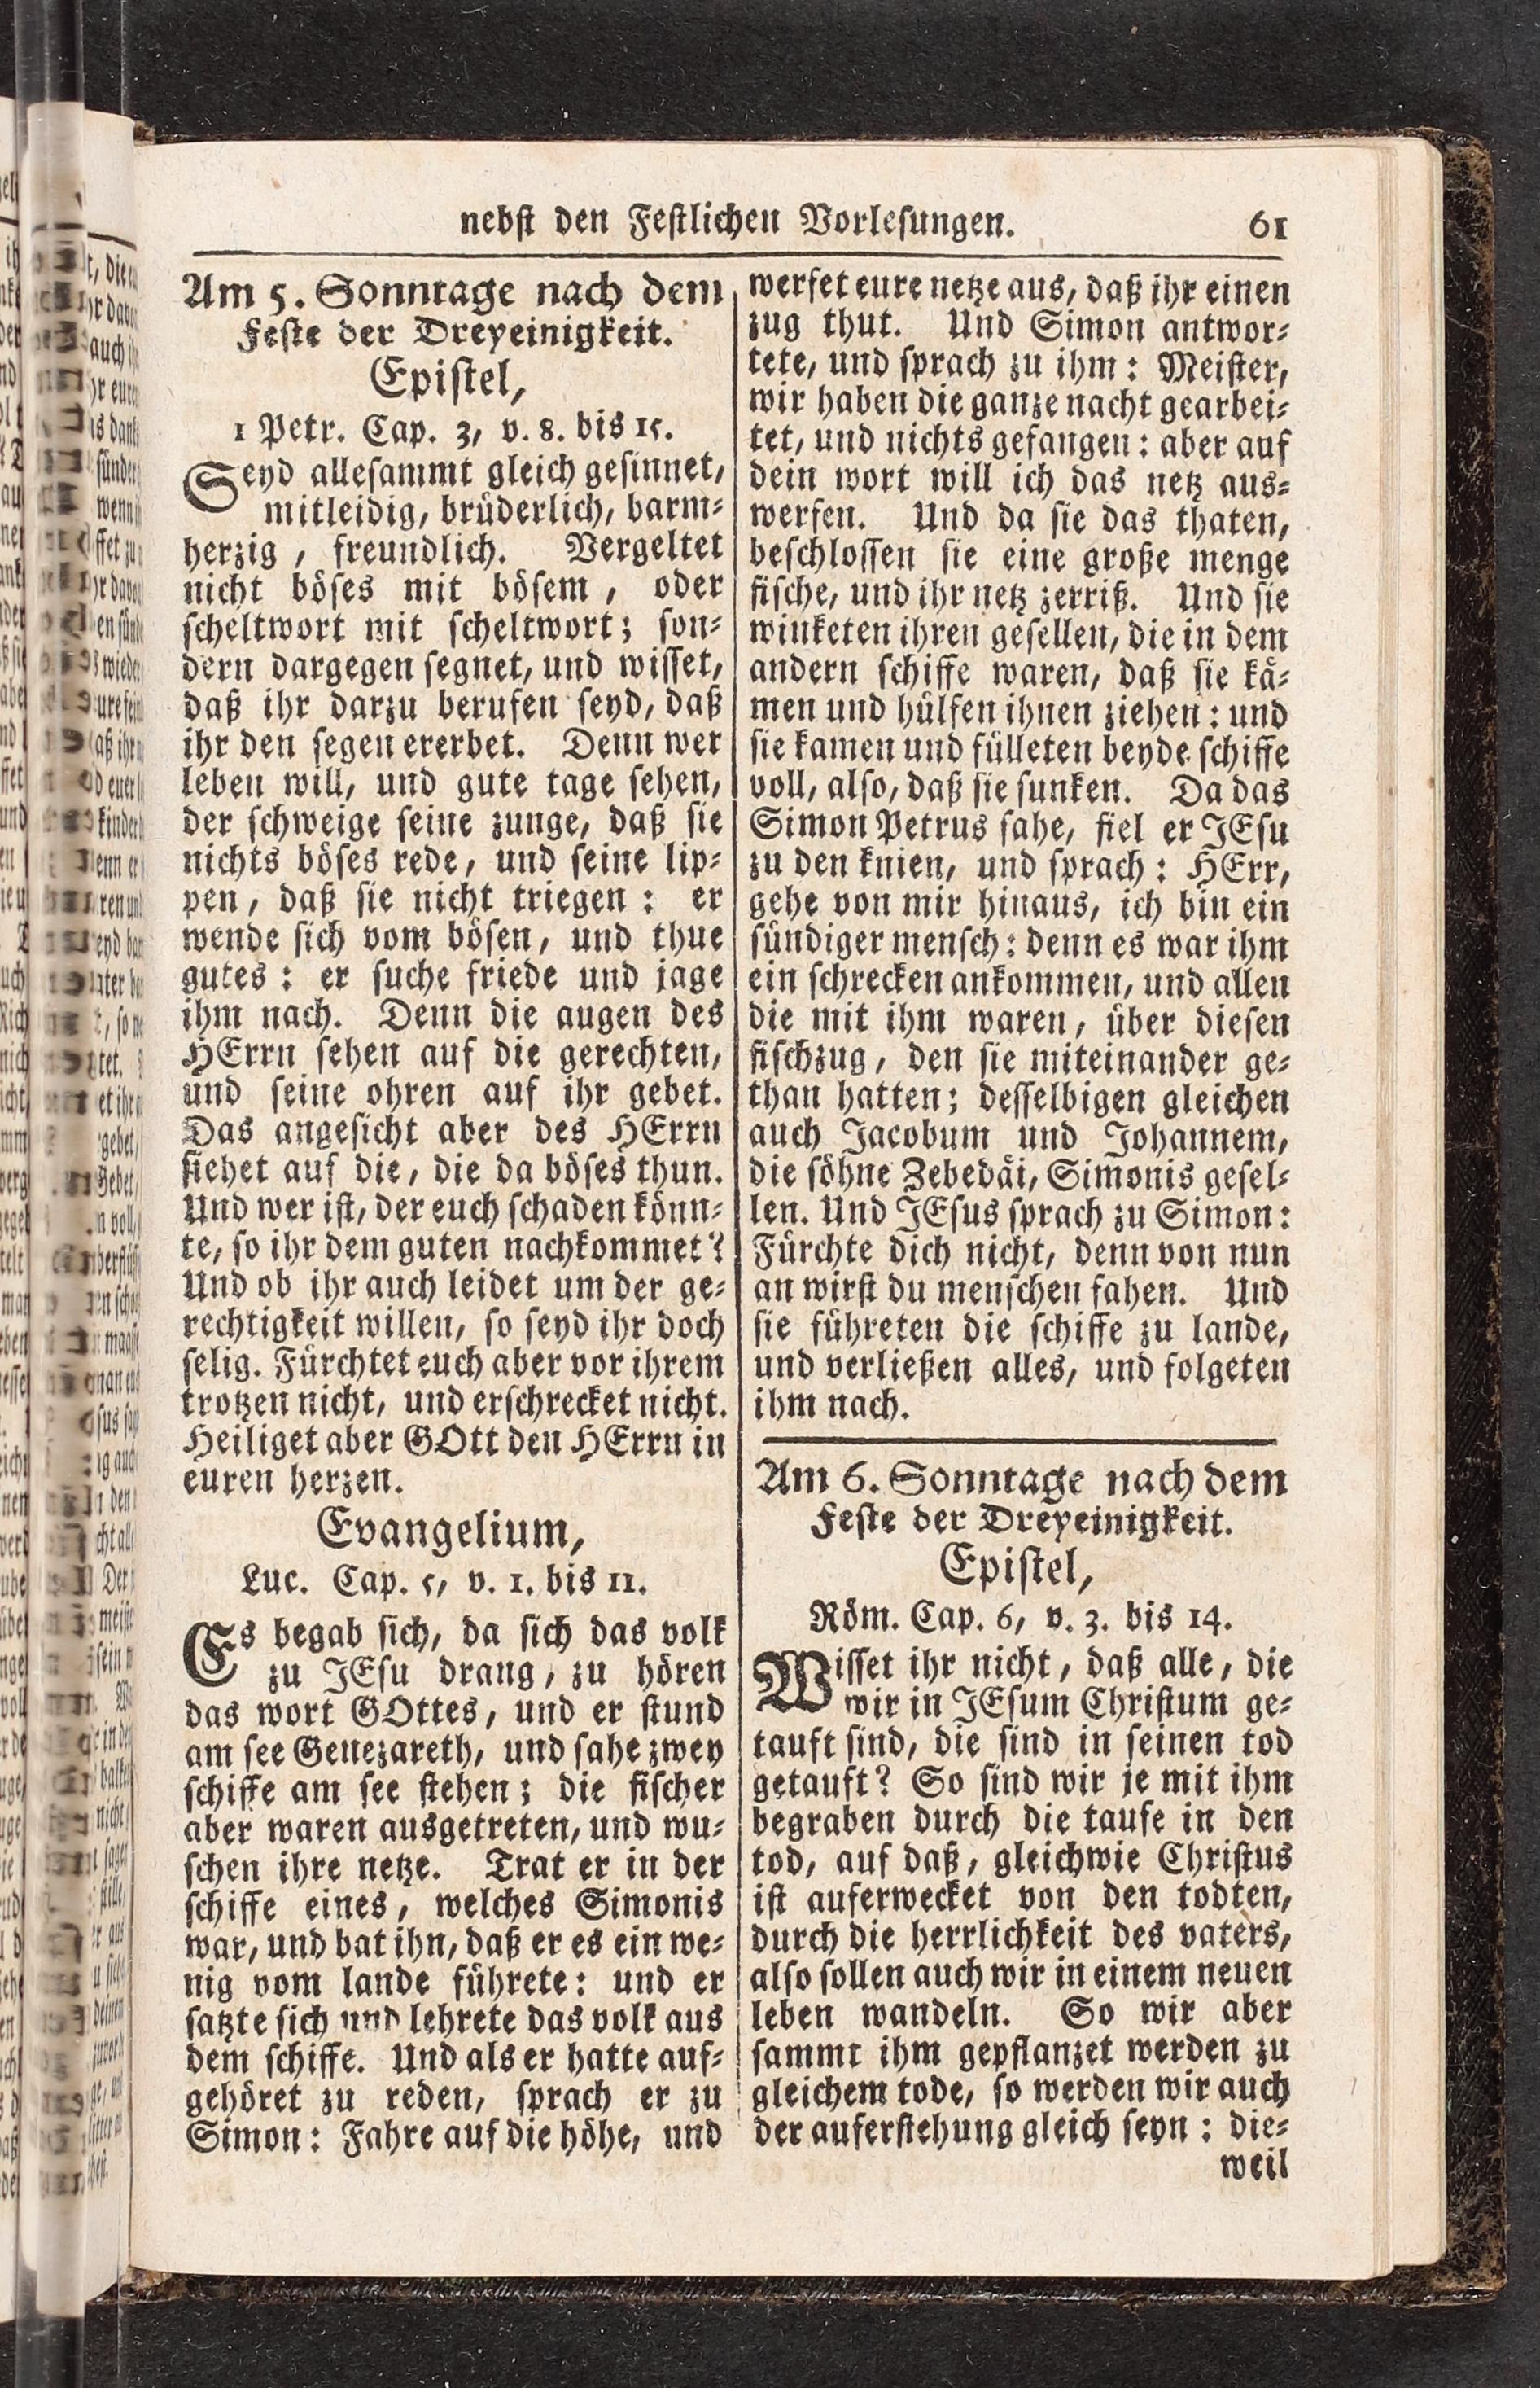 nebst den Festlichen Vorlesungen. 61
Am 5. Sonntage nach dem
Feste der Dreyeinigkeit.
Epistel,
1 Petr. Cap. 3, v. 8. bis 15.
Seyd allesammt gleich gesinnet,
mitleidig, brüderlich, barm-
herzig, freundlich. Vergeltet
nicht böses mit bösem, oder
scheltwort mit scheltwort; son-
dern dargegen segnet, und wisset,
daß ihr darzu berufen seyd, daß
ihr den segen ererbet. Denn wer
leben will, und gute tage sehen,
der schweige seine zunge, daß sie
nichts böses rede, und seine lip-
pen, daß sie nicht triegen: er
wende sich vom bösen, und thue
gutes: er suche friede und jage
ihm nach. Denn die augen des
HErrn sehen auf die gerechten,
und seine ohren auf ihr gebet.
Das angesicht aber des HErrn
siehet auf die, die da böses thun.
Und wer ist, der euch schaden könn-
te, so ihr dem guten nachkommet?
Und ob ihr auch leidet um der ge-
rechtigkeit willen, so seyd ihr doch
selig. Fürchtet euch aber vor ihrem
trotzen nicht, und erschrecket nicht.
Heiliget aber GOtt den HErrn in
euren herzen.
Evangelium,
Luc. Cap. 5, v. 1. bis 11.
Es begab sich, da sich das volk
zu JEsu drang, zu hören
das wort GOttes, und er stund
am see Genezareth, und sahe zwey
schiffe am see stehen; die fischer
aber waren ausgetreten, und wu-
schen ihre netze. Trat er in der
schiffe eines, welches Simonis
war, und bat ihn, daß er es ein we-
nig vom lande führete: und er
satzte sich und lehrete das volk aus
dem schiffe. Und als er hatte auf-
gehöret zu reden, sprach er zu
Simon: Fahre auf die höhe, und
werfet eure netze aus, daß ihr einen
zug thut. Und Simon antwor-
tete, und sprach zu ihm: Meister,
wir haben die ganze nacht gearbei-
tet, und nichts gefangen: aber auf
dein wort will ich das netz aus-
werfen. Und da sie das thaten,
beschlossen sie eine große menge
fische, und ihr netz zerriß. Und sie
winketen ihren gesellen, die in dem
andern schiffe waren, daß sie kä-
men und hülfen ihnen ziehen: und
sie kamen und fülleten beyde schiffe
voll, also, daß sie sunken. Da das
Simon Petrus sahe, fiel er JEsu
zu den knien, und sprach: HErr,
gehe von mir hinaus, ich bin ein
sündiger mensch: denn es war ihm
ein schrecken ankommen, und allen
die mit ihm waren, über diesen
fischzug, den sie miteinander ge-
than hatten; desselbigen gleichen
auch Jacobum und Johannem,
die söhne Zebedäi, Simonis gesel-
len. Und JEsus sprach zu Simon:
Fürchte dich nicht, denn von nun
an wirst du menschen fahen. Und
sie führeten die schiffe zu lande,
und verließen alles, und folgeten
ihm nach.
Am 6. Sonntage nach dem
Feste der Dreyeinigkeit.
Epistel,
Röm. Cap. 6, v. 3. bis 14.
Wisset ihr nicht, daß alle, die
wir in JEsum Christum ge-
tauft sind, die sind in seinen tod
getauft? So sind wir je mit ihm
begraben durch die taufe in den
tod, auf daß, gleichwie Christus
ist auferwecket von den todten,
durch die herrlichkeit des vaters,
also sollen auch wir in einem neuen
leben wandeln. So wir aber
sammt ihm gepflanzet werden zu
gleichem tode, so werden wir auch
der auferstehung gleich seyn: die-
weil